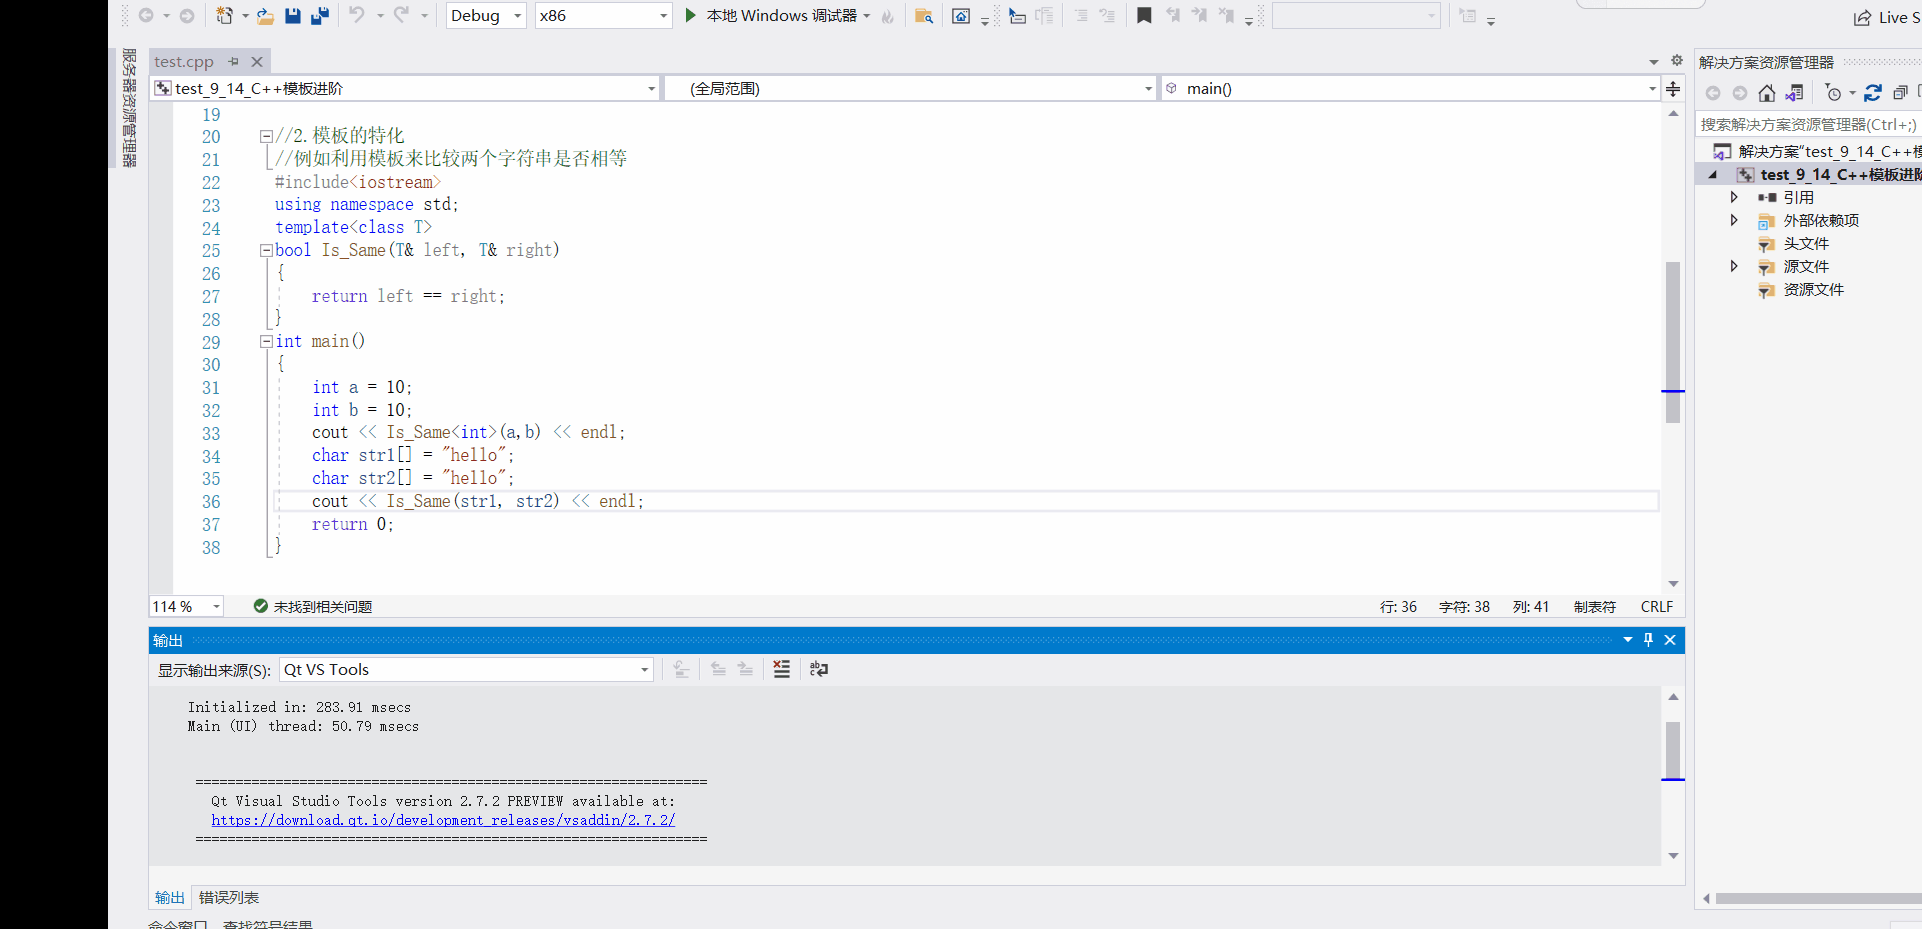 Debug
x86
本地 Windows 调试器
Live S
服务器资源管理器
test.cpp
test_9_14_C++模板进阶
(全局范围)
main()
19
20 //2.模板的特化
21 //例如利用模板来比较两个字符串是否相等
22 #include<iostream>
23 using namespace std;
24 template<class T>
25 bool Is_Same(T& left, T& right)
26 {
27 return left == right;
28 }
29 int main()
30 {
31 int a = 10;
32 int b = 10;
33 cout << Is_Same<int>(a,b) << endl;
34 char str1[] = "hello";
35 char str2[] = "hello";
36 cout << Is_Same(str1, str2) << endl;
37 return 0;
38 }
114 %
未找到相关问题
行: 36 字符: 38 列: 41 制表符 CRLF
输出
显示输出来源(S): Qt VS Tools
Initialized in: 283.91 msecs
Main (UI) thread: 50.79 msecs
================================================================
Qt Visual Studio Tools version 2.7.2 PREVIEW available at:
https://download.qt.io/development_releases/vsaddin/2.7.2/
================================================================
输出 错误列表
命令窗口 查找符号结果
解决方案资源管理器
搜索解决方案资源管理器(Ctrl+;)
解决方案"test_9_14_C++模
test_9_14_C++模板进阶
引用
外部依赖项
头文件
源文件
资源文件